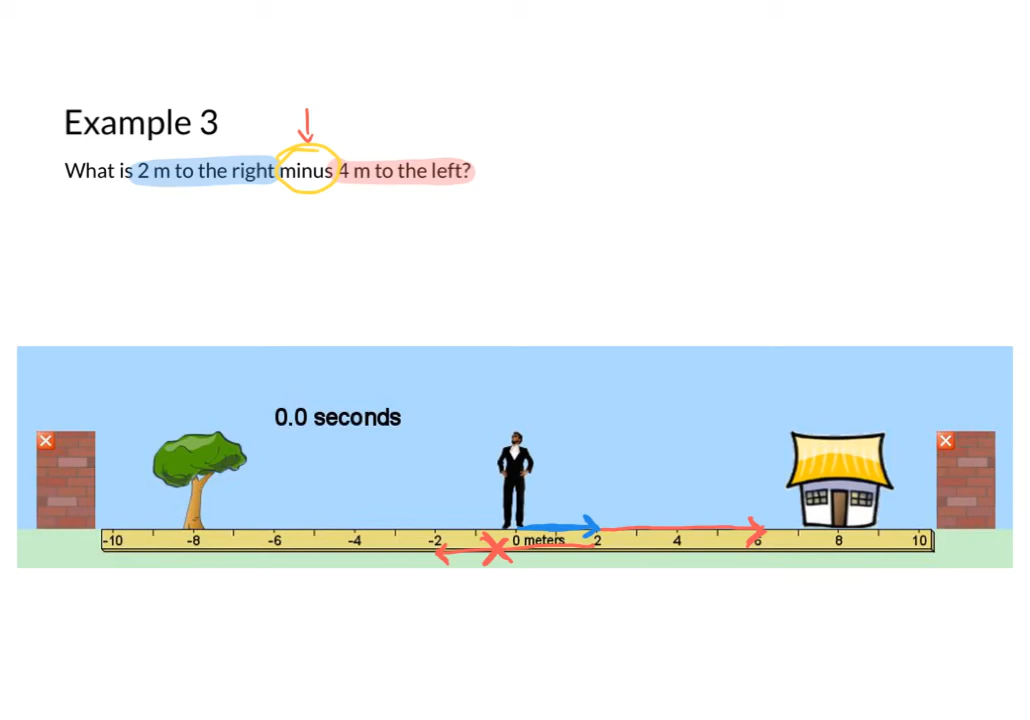 Example 3
What is 2 m to the right minus 4 m to the left?
0.0 seconds
-10 -8 -6 -4 -2 0 meters 2 4 6 8 10